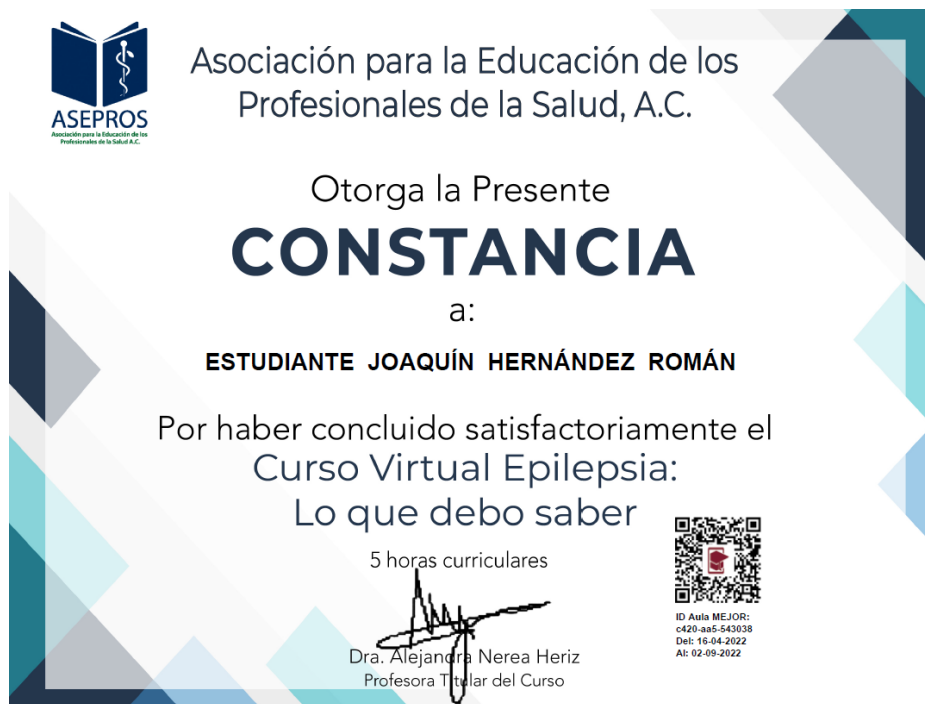 ASEPROS
Asociación para la Educación de los
Profesionales de la Salud A.C.
Asociación para la Educación de los
Profesionales de la Salud, A.C.
Otorga la Presente
CONSTANCIA
a:
ESTUDIANTE JOAQUÍN HERNÁNDEZ ROMÁN
Por haber concluido satisfactoriamente el
Curso Virtual Epilepsia:
Lo que debo saber
5 horas curriculares
Dra. Alejandra Nerea Heriz
Profesora Titular del Curso
ID Aula MEJOR:
c420-aa5-543038
Del: 16-04-2022
Al: 02-09-2022